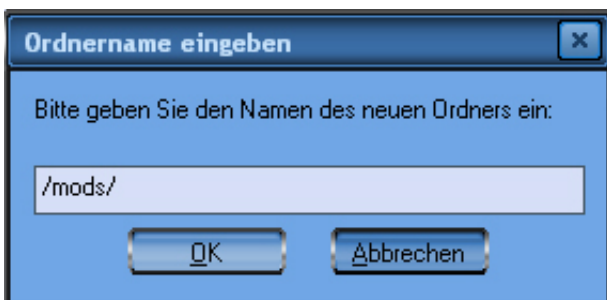 Ordnername eingeben
Bitte geben Sie den Namen des neuen Ordners ein:
/mods/
OK
Abbrechen